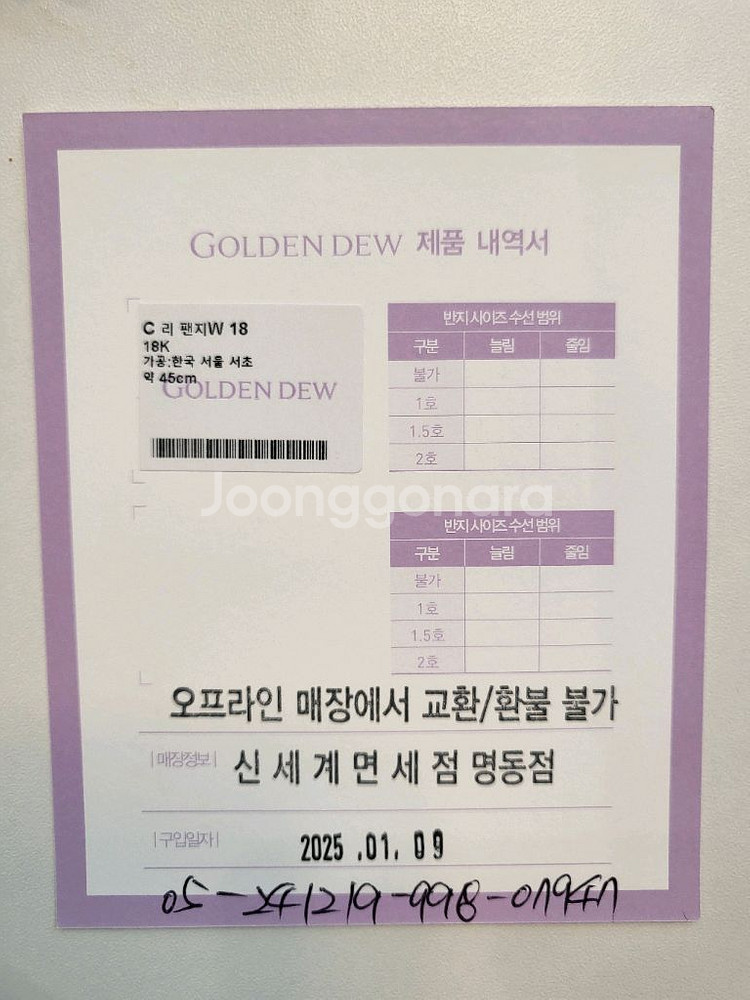 GOLDEN DEW 제품 내역서
C 리 팬지W 18
18K
가공:한국 서울 서초
약 45cm
GOLDEN DEW
반지 사이즈 수선 범위
구분 늘림 줄임
불가
1호
1.5호
2호
Joonggonara
반지 사이즈 수선 범위
구분 늘림 줄임
불가
1호
1.5호
2호
오프라인 매장에서 교환/환불 불가
|매장정보| 신세계면세점명동점
|구입일자| 2025 .01. 09